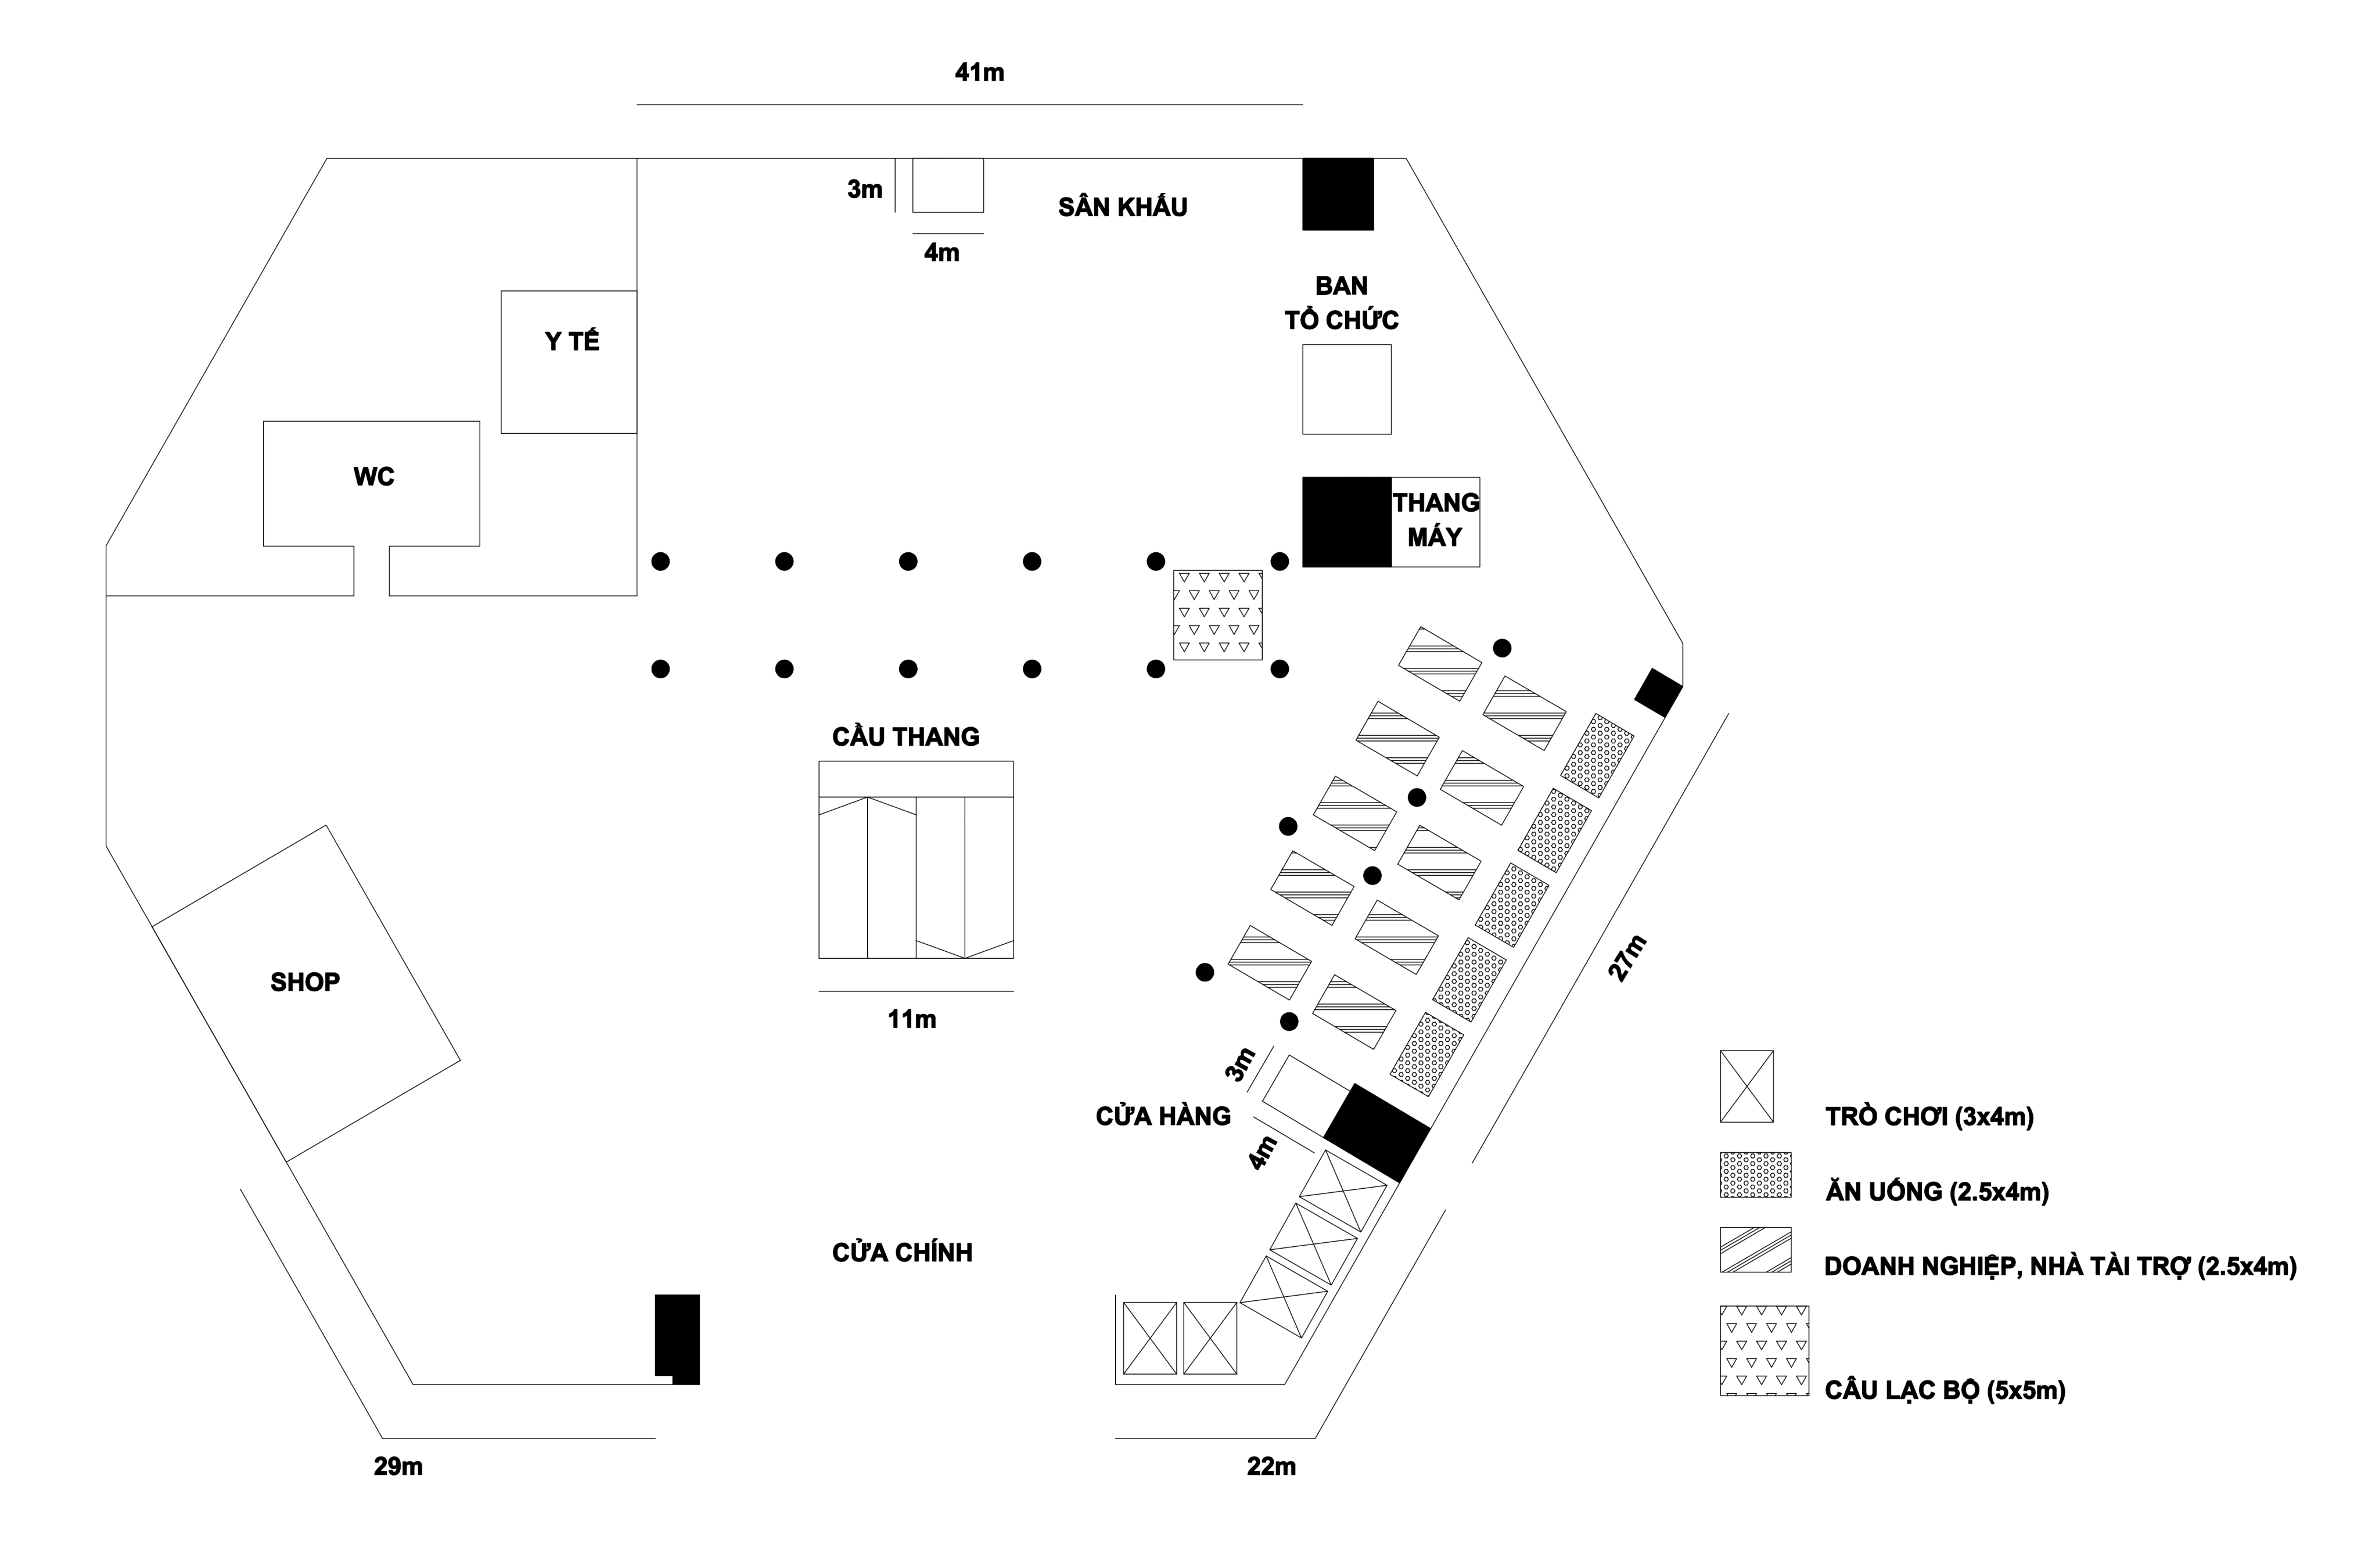 41m
3m
SÂN KHẤU
4m
BAN
TỔ CHỨC
Y TẾ
WC
THANG
MÁY
CẦU THANG
27m
SHOP
11m
3m
CỬA HÀNG
4m
TRÒ CHƠI (3x4m)
ĂN UỐNG (2.5x4m)
CỬA CHÍNH
DOANH NGHIỆP, NHÀ TÀI TRỢ (2.5x4m)
CÂU LẠC BỘ (5x5m)
29m
22m